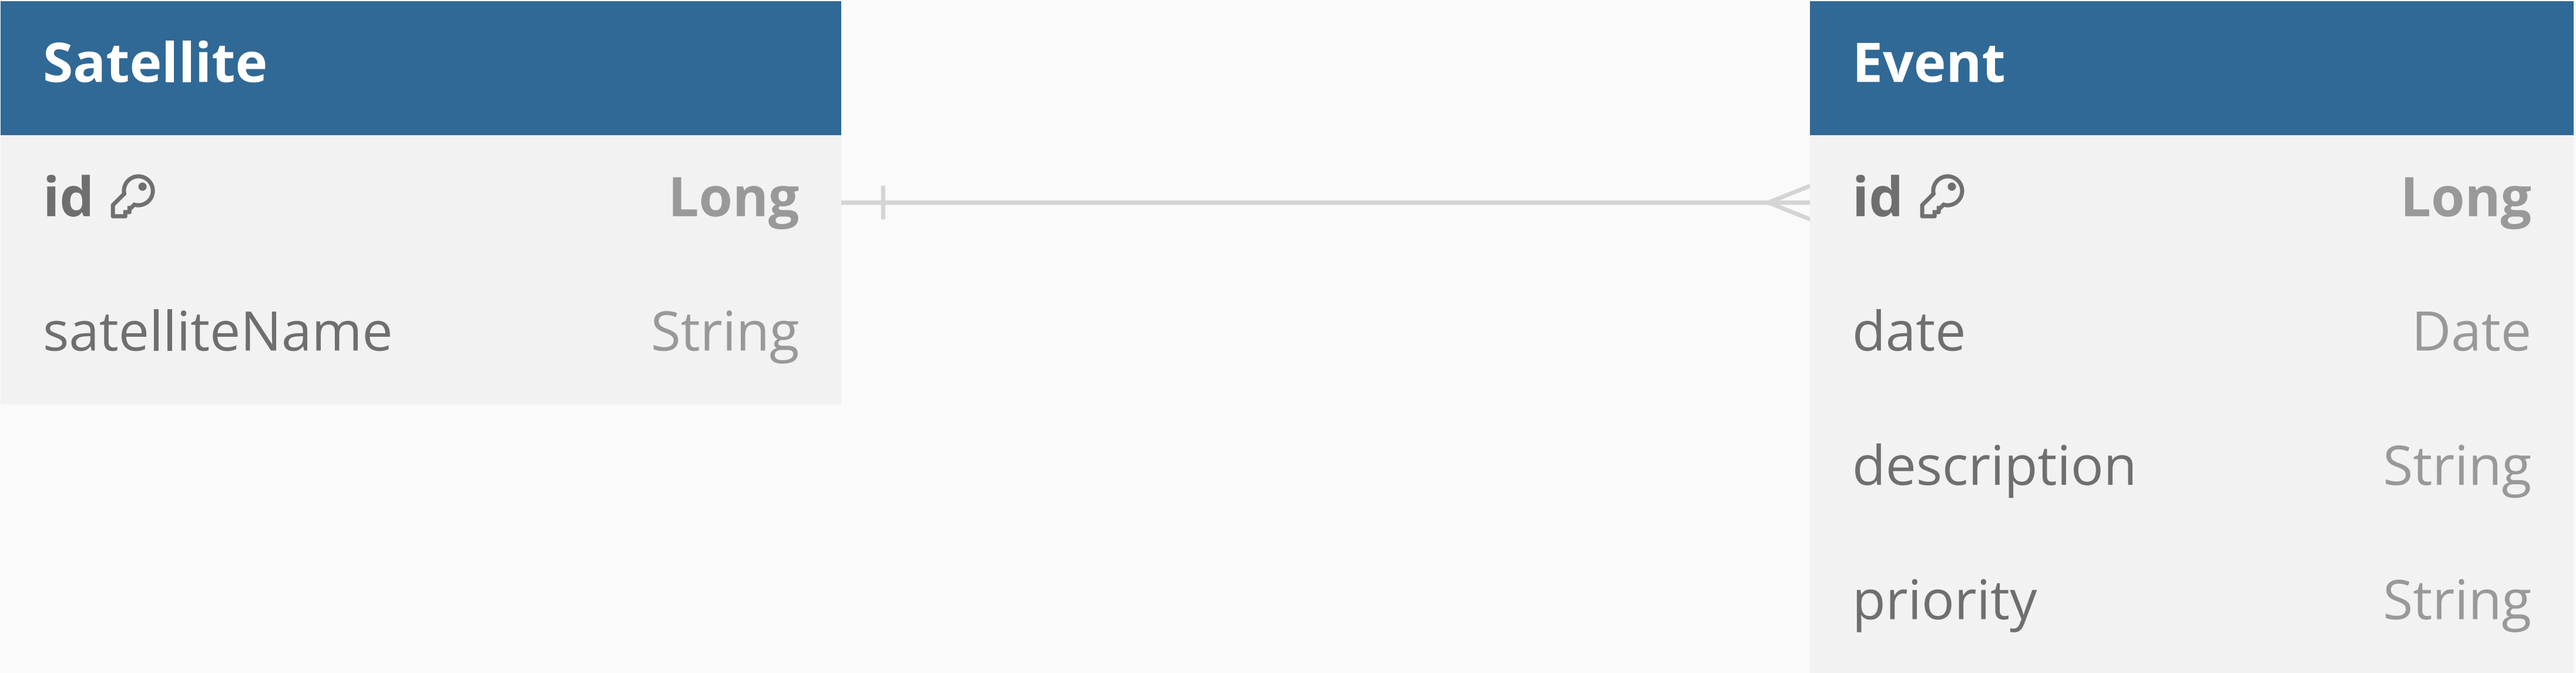 Satellite
id Long
satelliteName String
Event
id Long
date Date
description String
priority String